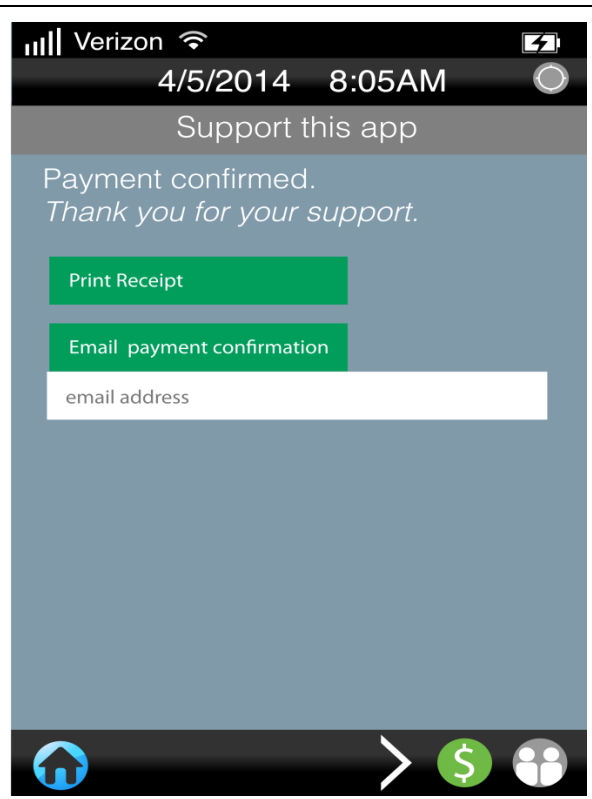 Verizon
4/5/2014 8:05AM
Support this app
Payment confirmed.
Thank you for your support.
Print Receipt
Email payment confirmation
email address
$